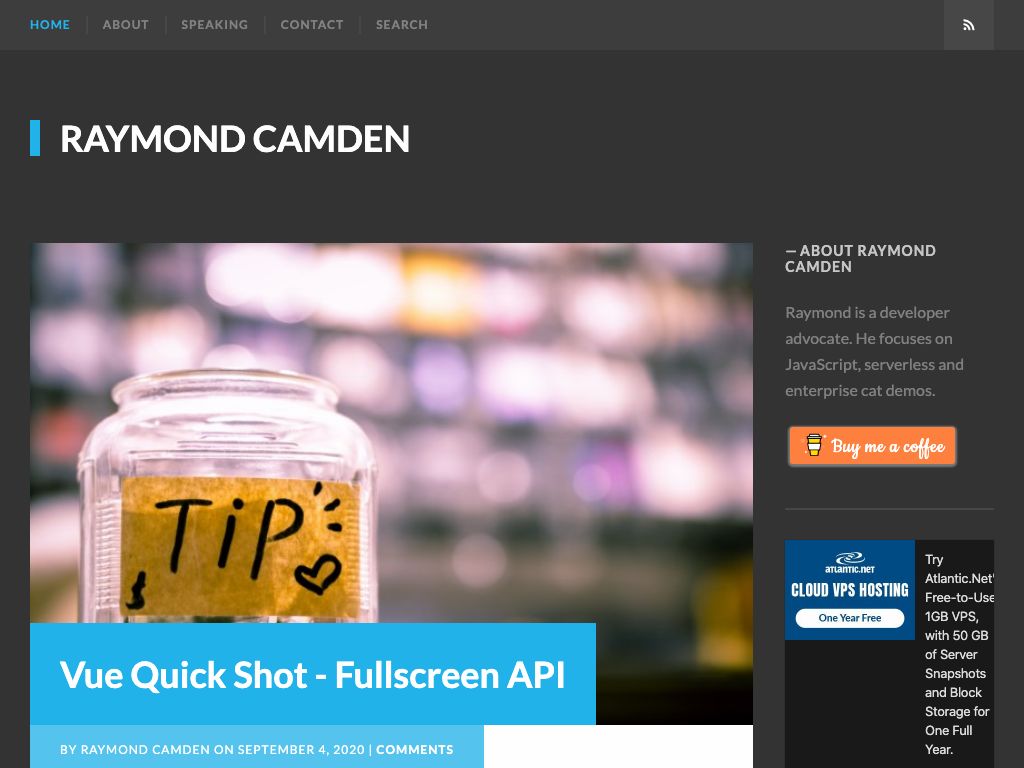 HOME
ABOUT
SPEAKING
CONTACT
SEARCH
RAYMOND CAMDEN
TiP
Vue Quick Shot - Fullscreen API
BY RAYMOND CAMDEN ON SEPTEMBER 4, 2020 | COMMENTS
— ABOUT RAYMOND
CAMDEN
Raymond is a developer
advocate. He focuses on
JavaScript, serverless and
enterprise cat demos.
Buy me a coffee
ATLANTIC.NET
CLOUD VPS HOSTING
One Year Free
Try
Atlantic.Net'
Free-to-Use
1GB VPS,
with 50 GB
of Server
Snapshots
and Block
Storage for
One Full
Year.